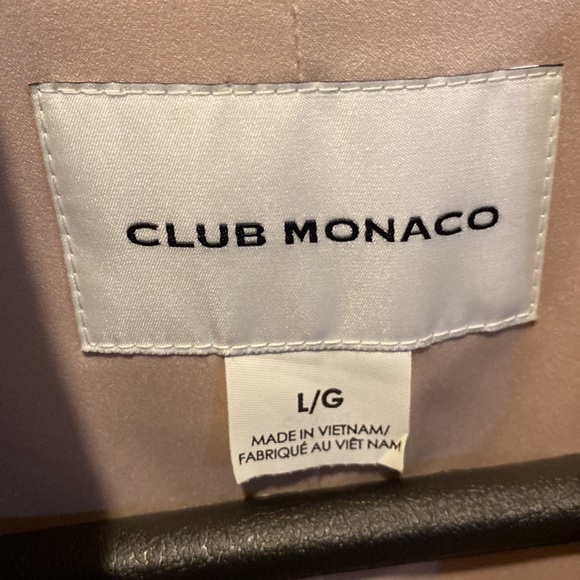 CLUB MONACO
L/G
MADE IN VIETNAM/
FABRIQUÉ AU VIÊT NAM